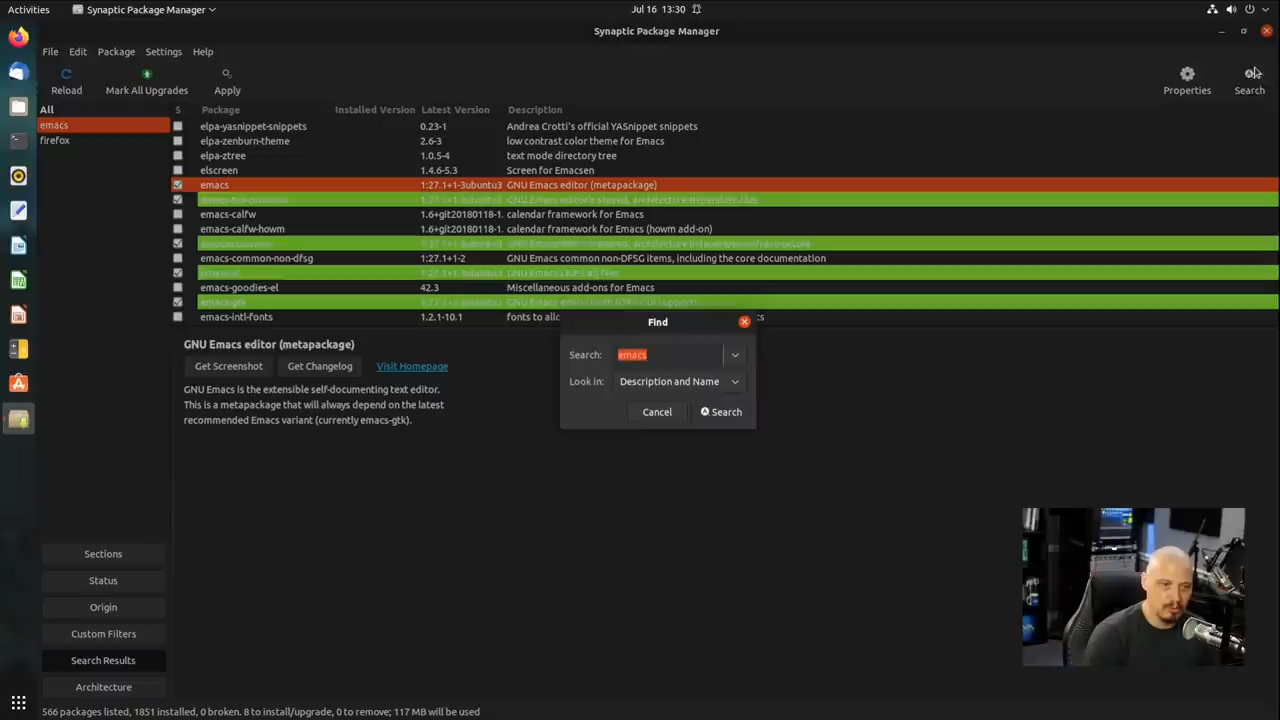 Activities Synaptic Package Manager Jul 16 13:30
Synaptic Package Manager
File Edit Package Settings Help
Reload Mark All Upgrades Apply Properties Search
All S Package Installed Version Latest Version Description
emacs
firefox
elpa-yasnippet-snippets 0.23-1 Andrea Crotti's official YASnippet snippets
elpa-zenburn-theme 2.6-3 low contrast color theme for Emacs
elpa-ztree 1.0.5-4 text mode directory tree
elscreen 1.4.6-5.3 Screen for Emacsen
emacs 1:27.1+1-3ubuntu3 GNU Emacs editor (metapackage)
emacs-calfw 1.6+git20180118-1. calendar framework for Emacs
emacs-calfw-howm 1.6+git20180118-1. calendar framework for Emacs (howm add-on)
emacs-common-non-dfsg 1:27.1+1-2 GNU Emacs common non-DFSG items, including the core documentation
emacs-goodies-el 42.3 Miscellaneous add-ons for Emacs
emacs-intl-fonts 1.2.1-10.1 fonts to allo
Find
Search: emacs
Look in: Description and Name
Cancel Search
GNU Emacs editor (metapackage)
Get Screenshot Get Changelog Visit Homepage
GNU Emacs is the extensible self-documenting text editor.
This is a metapackage that will always depend on the latest
recommended Emacs variant (currently emacs-gtk).
Sections
Status
Origin
Custom Filters
Search Results
Architecture
566 packages listed, 1851 installed, 0 broken. 8 to install/upgrade, 0 to remove; 117 MB will be used